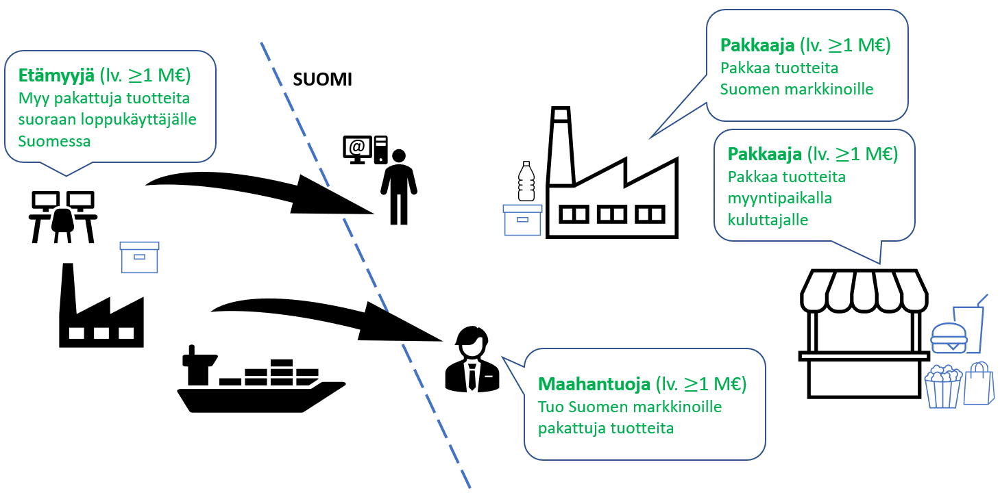 Etämyyjä (lv. ≥1 M€)
Myy pakattuja tuotteita
suoraan loppukäyttäjälle
Suomessa
SUOMI
@
Pakkaaja (lv. ≥1 M€)
Pakkaa tuotteita
Suomen markkinoille
Pakkaaja (lv. ≥1 M€)
Pakkaa tuotteita
myyntipaikalla
kuluttajalle
Maahantuoja (lv. ≥1 M€)
Tuo Suomen markkinoille
pakattuja tuotteita